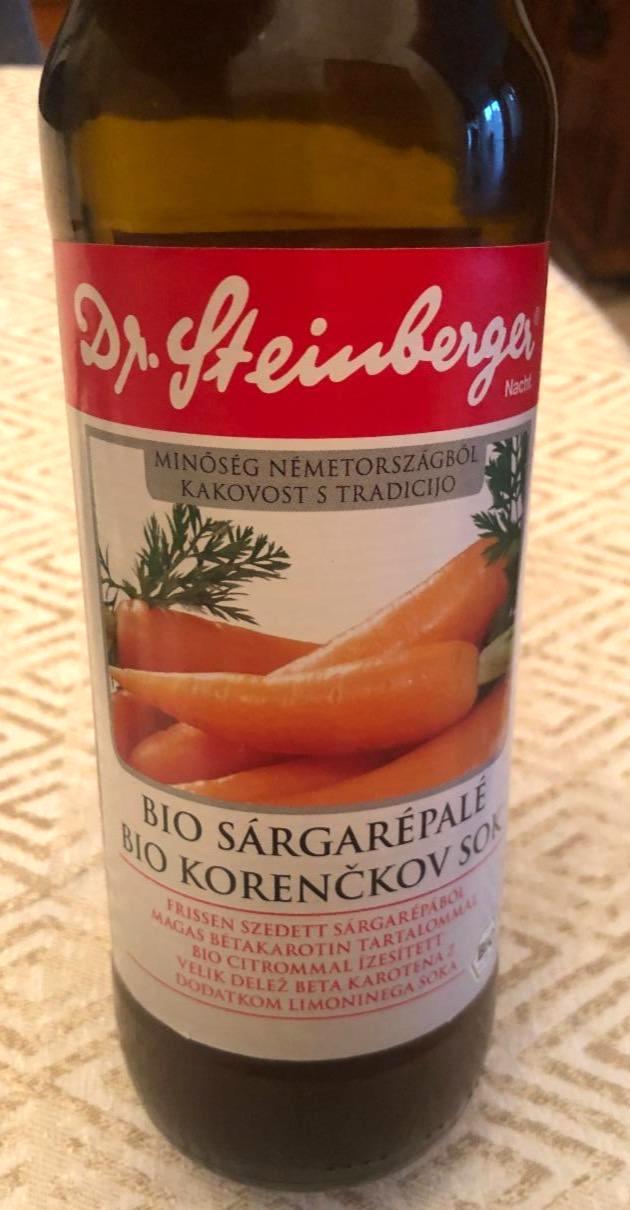 Dr. Steinberger®
Nacht
MINŐSÉG NÉMETORSZÁGBÓL
KAKOVOST S TRADICIJO
BIO SÁRGARÉPALÉ
BIO KORENČKOV SOK
FRISSEN SZEDETT SÁRGARÉPÁBÓL
MAGAS BÉTAKAROTIN TARTALOMMAL
BIO CITROMMAL ÍZESÍTETT
VELIK DELEŽ BETA KAROTENA Z
DODATKOM LIMONINEGA SOKA